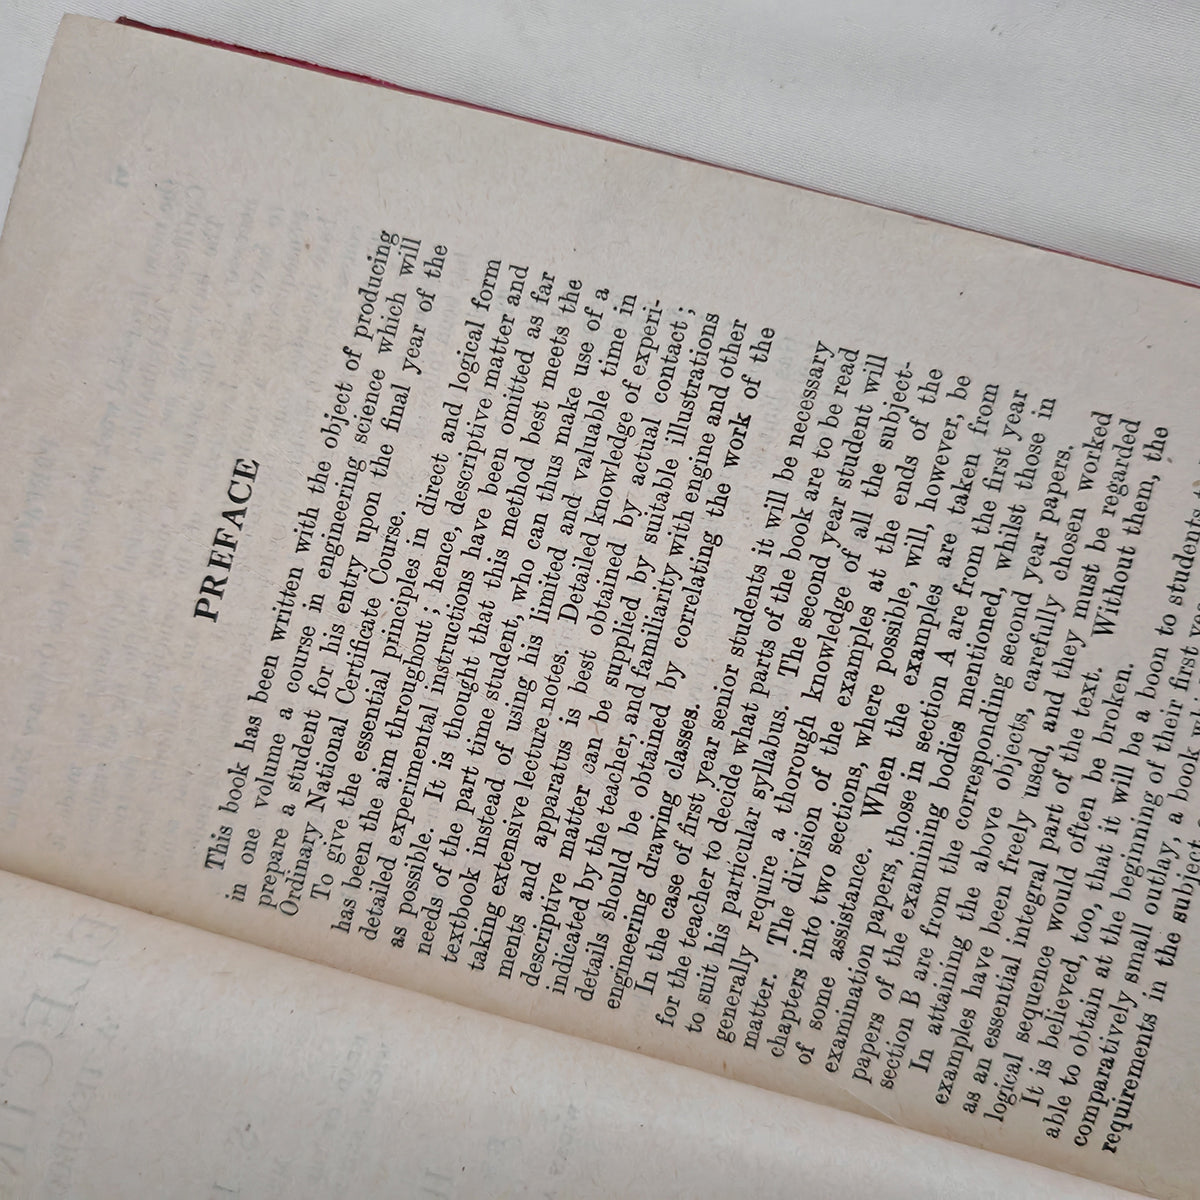 PREFACE
This book has been written with the object of producing
in one volume a course in engineering science which will
prepare a student for his entry upon the final year of the
Ordinary National Certificate Course.
To give the essential principles in direct and logical form
has been the aim throughout; hence, descriptive matter and
detailed experimental instructions have been omitted as far
as possible. It is thought that this method best meets the
needs of the part time student, who can thus make use of a
textbook instead of using his limited and valuable time in
taking extensive lecture notes. Detailed knowledge of experi-
ments and apparatus is best obtained by actual contact;
descriptive matter can be supplied by suitable illustrations
indicated by the teacher, and familiarity with engine and other
details should be obtained by correlating the work of the
engineering drawing classes.
In the case of first year senior students it will be necessary
for the teacher to decide what parts of the book are to be read
to suit his particular syllabus. The second year student will
generally require a thorough knowledge of all the subject-
matter. The division of the examples at the ends of the
chapters into two sections, where possible, will, however, be
of some assistance. When the examples are taken from
examination papers, those in section A are from the first year
papers of the examining bodies mentioned, whilst those in
section B are from the corresponding second year papers.
In attaining the above objects, carefully chosen worked
examples have been freely used, and they must be regarded
as an essential integral part of the text. Without them, the
logical sequence would often be broken.
It is believed, too, that it will be a boon to students
able to obtain at the beginning of their first
comparatively small outlay, a book
requirements in the subject